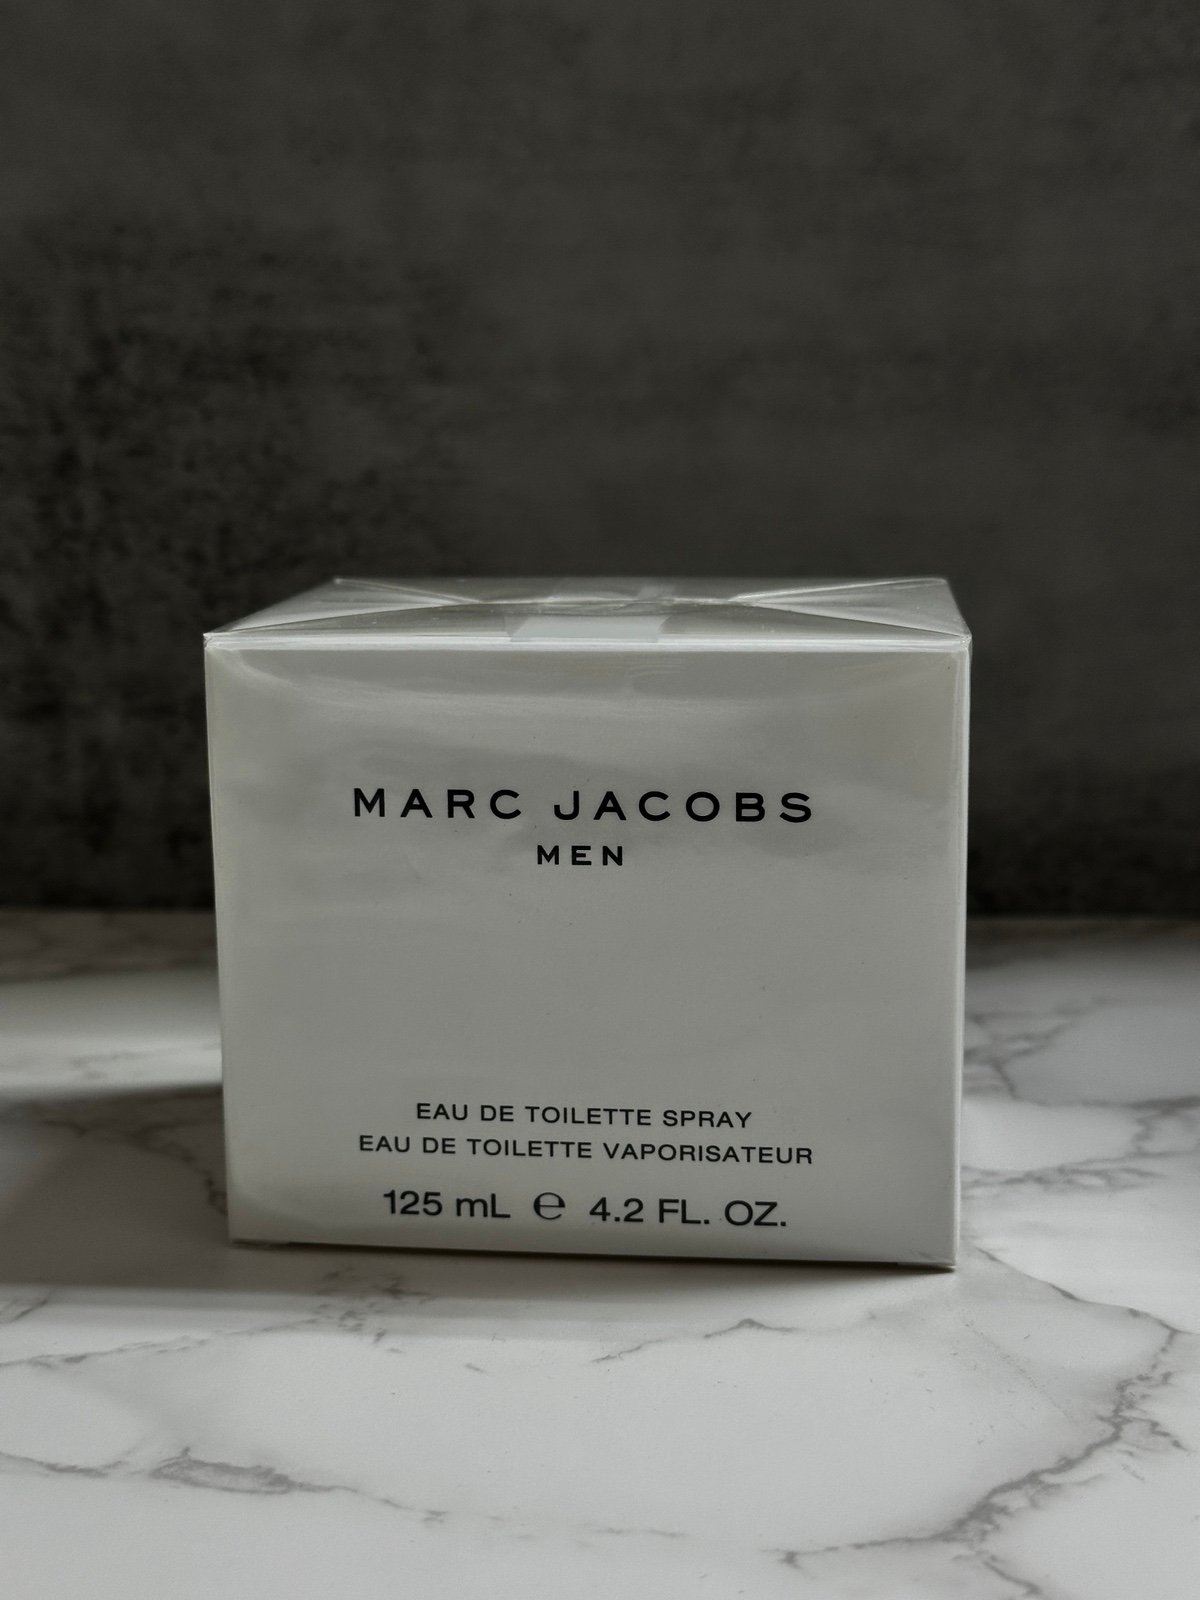 MARC JACOBS
MEN
EAU DE TOILETTE SPRAY
EAU DE TOILETTE VAPORISATEUR
125 mL ℮ 4.2 FL. OZ.